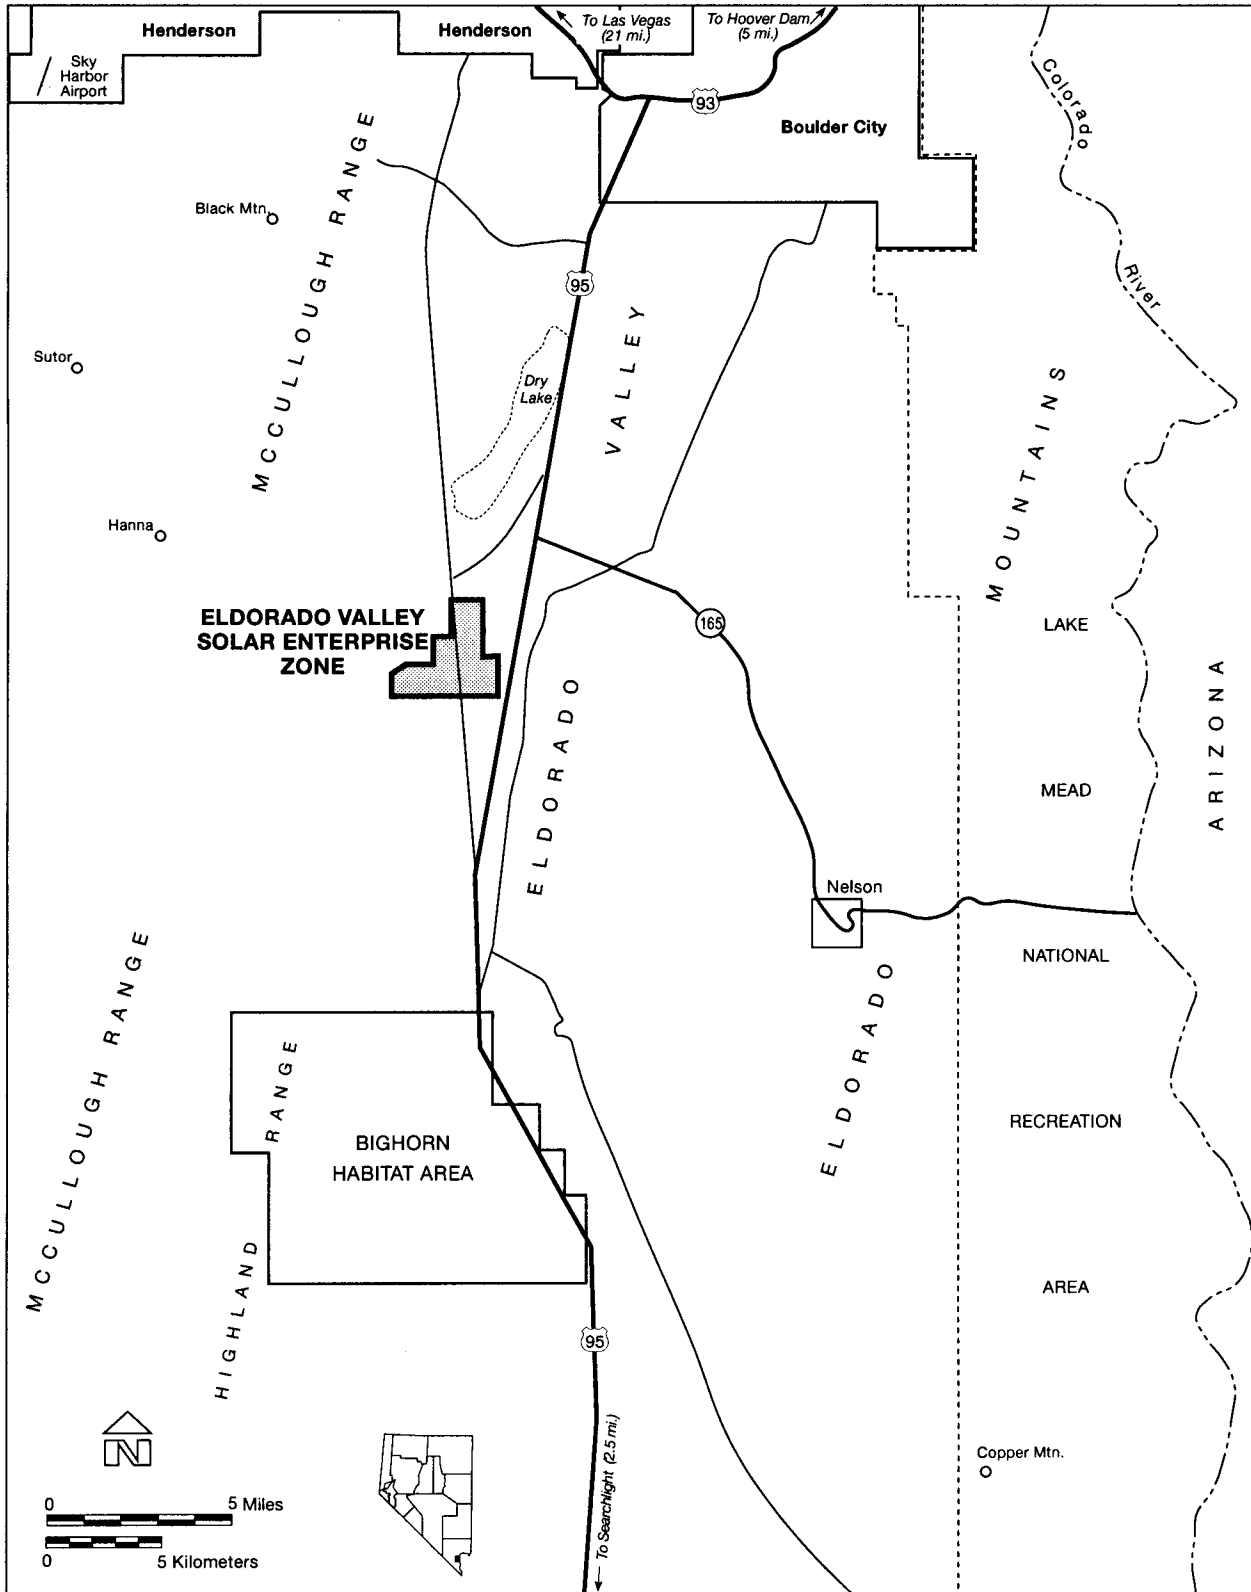 Henderson
Henderson
To Las Vegas
(21 mi.)
To Hoover Dam
(5 mi.)
Sky
Harbor
Airport
93
Boulder City
Colorado
River
MCCULLOUGH RANGE
Black Mtn.
95
VALLEY
Sutor
Dry
Lake
MOUNTAINS
Hanna
ELDORADO VALLEY
SOLAR ENTERPRISE
ZONE
165
LAKE
ARIZONA
ELDORADO
MEAD
Nelson
NATIONAL
MCCULLOUGH RANGE
ELDORADO
RANGE
BIGHORN
HABITAT AREA
RECREATION
HIGHLAND
AREA
95
N
To Searchlight (2.5 mi.)
Copper Mtn.
0 5 Miles
0 5 Kilometers